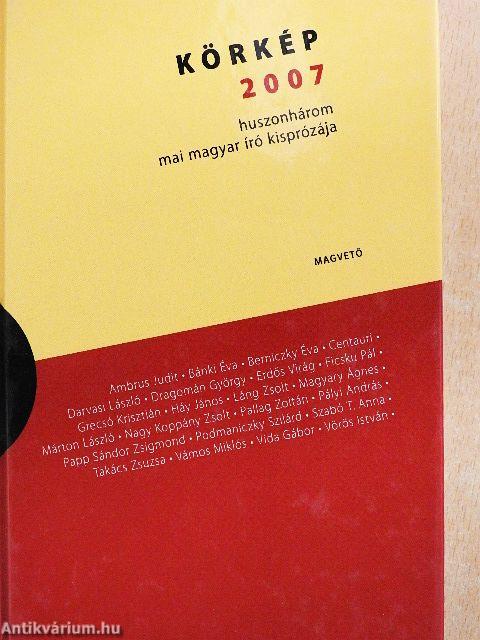 KÖRKÉP
2007
huszonhárom
mai magyar író kisprózája
MAGVETŐ
Ambrus Judit • Bánki Éva • Berniczky Éva • Centauri •
Darvasi László • Dragomán György • Erdős Virág • Ficsku Pál •
Grecsó Krisztián • Háy János • Láng Zsolt • Magyary Ágnes •
Márton László • Nagy Koppány Zsolt • Pallag Zoltán • Pályi András •
Papp Sándor Zsigmond • Podmaniczky Szilárd • Szabó T. Anna •
Takács Zsuzsa • Vámos Miklós • Vida Gábor • Vörös István •
Antikvárium.hu